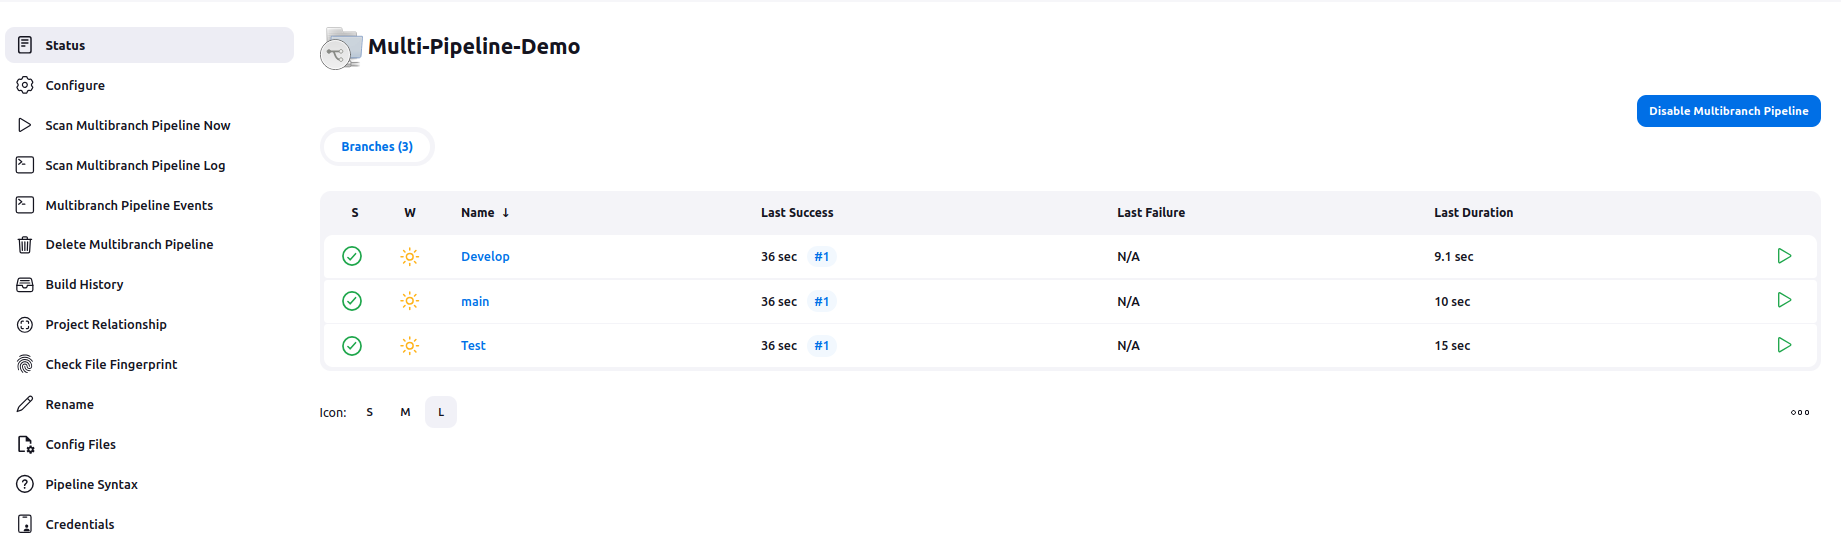 Status
Configure
Scan Multibranch Pipeline Now
Scan Multibranch Pipeline Log
Multibranch Pipeline Events
Delete Multibranch Pipeline
Build History
Project Relationship
Check File Fingerprint
Rename
Config Files
Pipeline Syntax
Credentials
Multi-Pipeline-Demo
Disable Multibranch Pipeline
Branches (3)
S W Name ↓ Last Success Last Failure Last Duration
Develop 36 sec #1 N/A 9.1 sec
main 36 sec #1 N/A 10 sec
Test 36 sec #1 N/A 15 sec
Icon: S M L